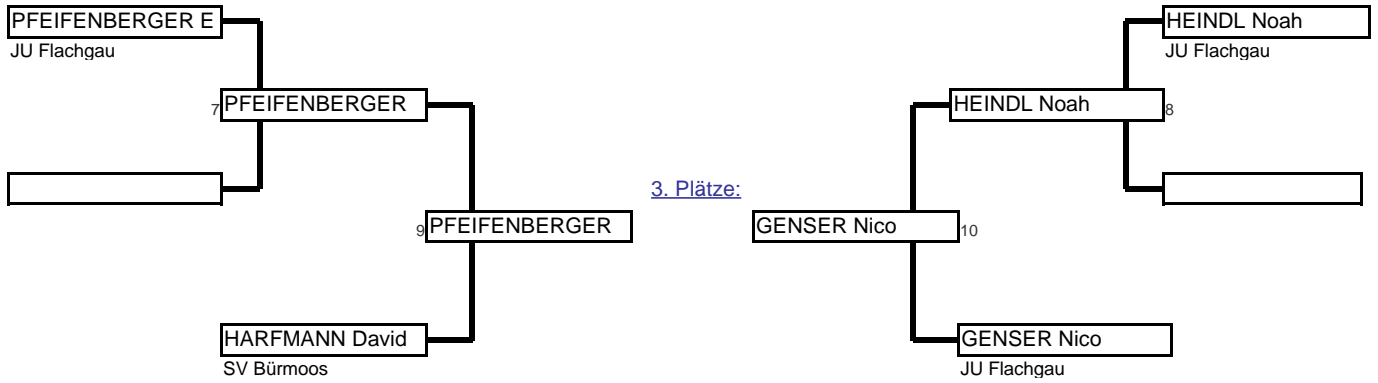 PFEIFENBERGER E
JU Flachgau
HEINDL Noah
JU Flachgau
7
PFEIFENBERGER
HEINDL Noah
8
3. Plätze:
9
PFEIFENBERGER
GENSER Nico
10
HARFMANN David
SV Bürmoos
GENSER Nico
JU Flachgau